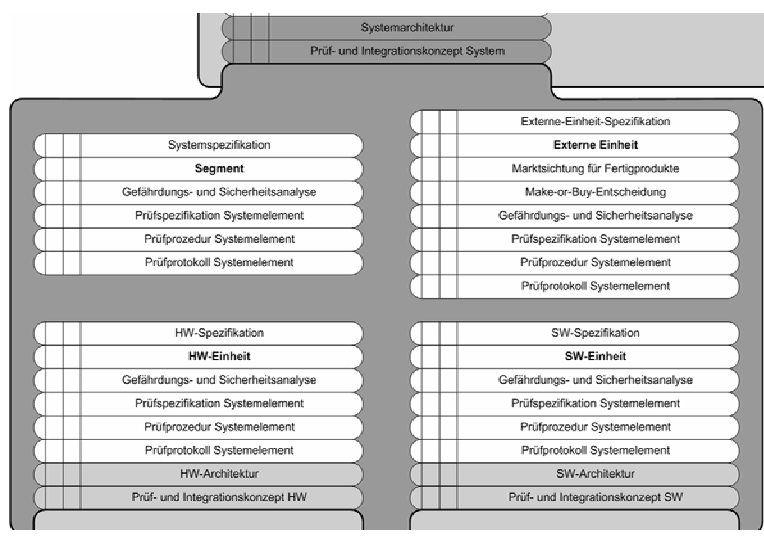 Systemarchitektur
Prüf- und Integrationskonzept System
Systemspezifikation
Segment
Gefährdungs- und Sicherheitsanalyse
Prüfspezifikation Systemelement
Prüfprozedur Systemelement
Prüfprotokoll Systemelement
Externe-Einheit-Spezifikation
Externe Einheit
Marktsichtung für Fertigprodukte
Make-or-Buy-Entscheidung
Gefährdungs- und Sicherheitsanalyse
Prüfspezifikation Systemelement
Prüfprozedur Systemelement
Prüfprotokoll Systemelement
HW-Spezifikation
HW-Einheit
Gefährdungs- und Sicherheitsanalyse
Prüfspezifikation Systemelement
Prüfprozedur Systemelement
Prüfprotokoll Systemelement
HW-Architektur
Prüf- und Integrationskonzept HW
SW-Spezifikation
SW-Einheit
Gefährdungs- und Sicherheitsanalyse
Prüfspezifikation Systemelement
Prüfprozedur Systemelement
Prüfprotokoll Systemelement
SW-Architektur
Prüf- und Integrationskonzept SW